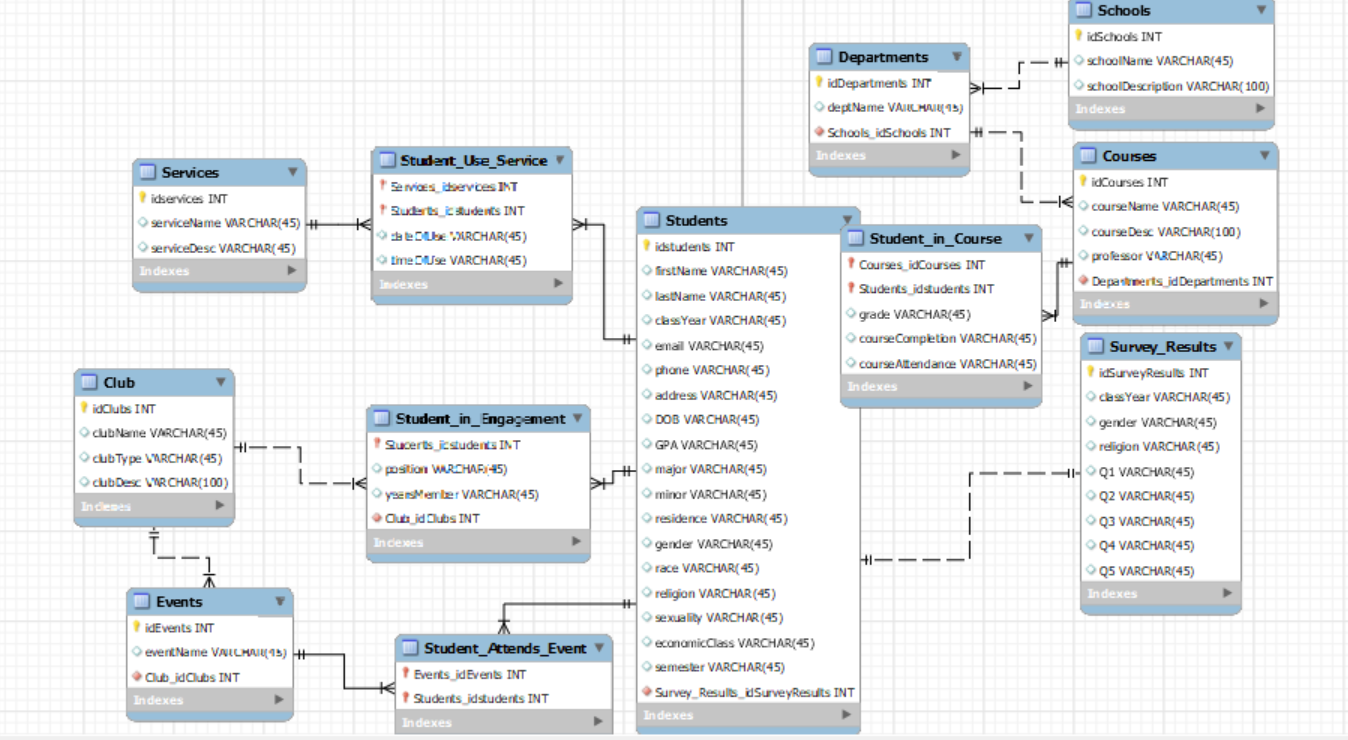 Schools
idSchools INT
schoolName VARCHAR(45)
schoolDescription VARCHAR(100)
Indexes
Departments
idDepartments INT
deptName VARCHAR(45)
Schools_idSchools INT
Indexes
Courses
idCourses INT
courseName VARCHAR(45)
courseDesc VARCHAR(100)
professor VARCHAR(45)
Departments_idDepartments INT
Indexes
Services
idservices INT
serviceName VARCHAR(45)
serviceDesc VARCHAR(45)
Indexes
Student_Use_Service
Services_idservices INT
Students_idstudents INT
dateOfUse VARCHAR(45)
timeOfUse VARCHAR(45)
Indexes
Students
idstudents INT
firstName VARCHAR(45)
lastName VARCHAR(45)
classYear VARCHAR(45)
email VARCHAR(45)
phone VARCHAR(45)
address VARCHAR(45)
DOB VARCHAR(45)
GPA VARCHAR(45)
major VARCHAR(45)
minor VARCHAR(45)
residence VARCHAR(45)
gender VARCHAR(45)
race VARCHAR(45)
religion VARCHAR(45)
sexuality VARCHAR(45)
economicClass VARCHAR(45)
semester VARCHAR(45)
Survey_Results_idSurveyResults INT
Indexes
Student_in_Course
Courses_idCourses INT
Students_idstudents INT
grade VARCHAR(45)
courseCompletion VARCHAR(45)
courseAttendance VARCHAR(45)
Indexes
Survey_Results
idSurveyResults INT
classYear VARCHAR(45)
gender VARCHAR(45)
religion VARCHAR(45)
Q1 VARCHAR(45)
Q2 VARCHAR(45)
Q3 VARCHAR(45)
Q4 VARCHAR(45)
Q5 VARCHAR(45)
Indexes
Club
idClubs INT
clubName VARCHAR(45)
clubType VARCHAR(45)
clubDesc VARCHAR(100)
Indexes
Student_in_Engagement
Students_idstudents INT
position VARCHAR(45)
yearsMember VARCHAR(45)
Club_idClubs INT
Indexes
Events
idEvents INT
eventName VARCHAR(45)
Club_idClubs INT
Indexes
Student_Attends_Event
Events_idEvents INT
Students_idstudents INT
Indexes